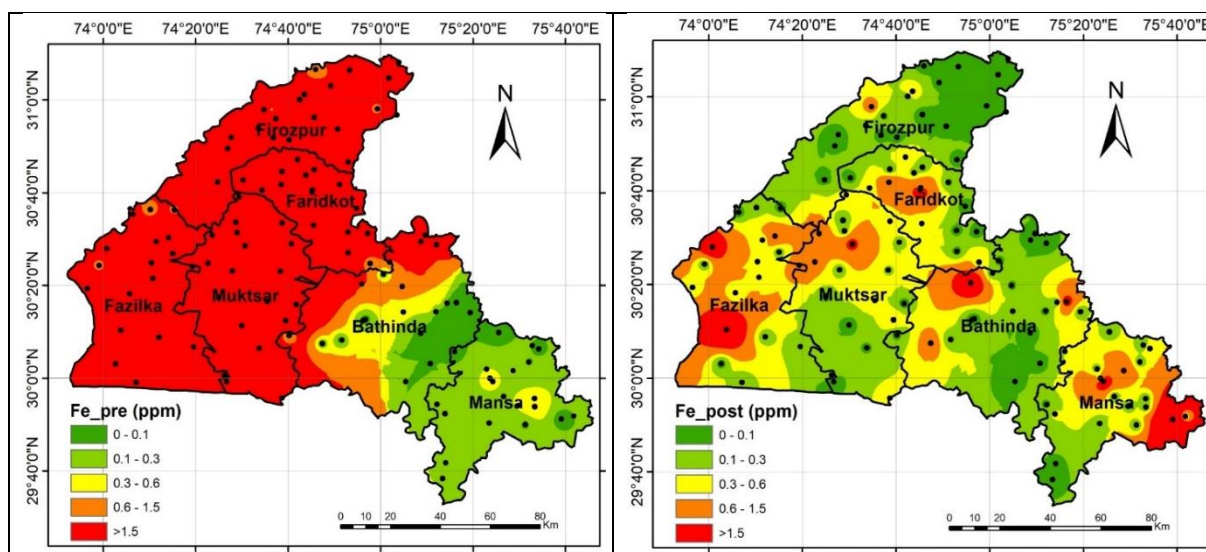 74°0'0"N 74°20'0"N 74°40'0"N 75°0'0"N 75°20'0"N 75°40'0"N
31°0'0"N
30°40'0"N
30°20'0"N
30°0'0"N
29°40'0"N
N
Firozpur
Faridkot
Fazilka
Muktsar
Bathinda
Mansa
Fe_pre (ppm)
0 - 0.1
0.1 - 0.3
0.3 - 0.6
0.6 - 1.5
>1.5
0 10 20 40 60 80
Km
74°0'0"N 74°20'0"N 74°45'0"N 75°0'0"N 75°15'0"N 75°40'0"N
31°0'0"N
30°40'0"N
30°20'0"N
30°0'0"N
29°40'0"N
N
Firozpur
Faridkot
Fazilka
Muktsar
Bathinda
Mansa
Fe_post (ppm)
0 - 0.1
0.1 - 0.3
0.3 - 0.6
0.6 - 1.5
>1.5
0 10 20 40 60 80
Km